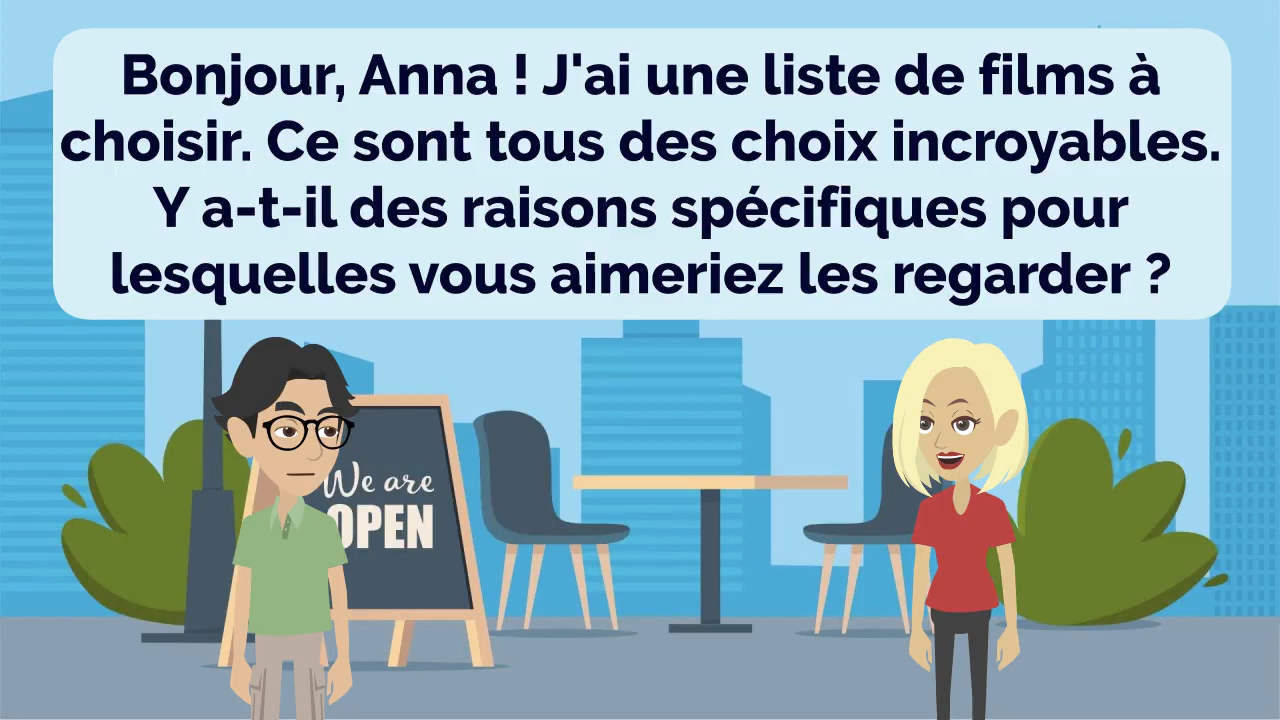 Bonjour, Anna ! J'ai une liste de films à
choisir. Ce sont tous des choix incroyables.
Y a-t-il des raisons spécifiques pour
lesquelles vous aimeriez les regarder ?
We are
OPEN